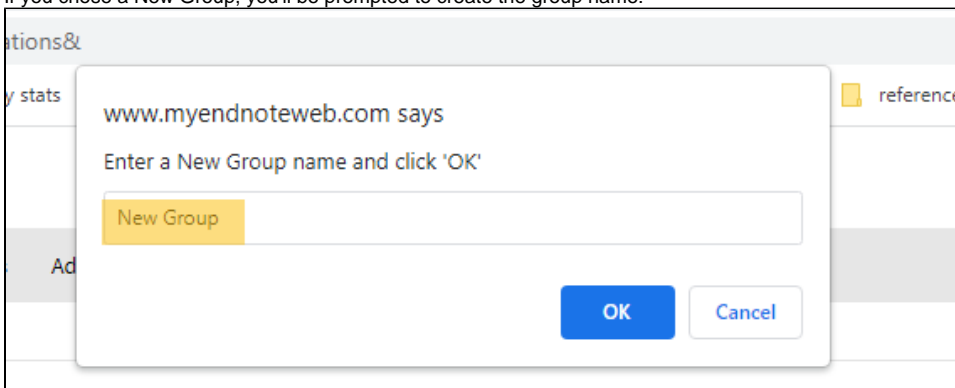 If you chose a New Group, you'll be prompted to create the group name.
ations&
y stats
reference
www.myendnoteweb.com says
Enter a New Group name and click 'OK'
New Group
Ad
OK Cancel